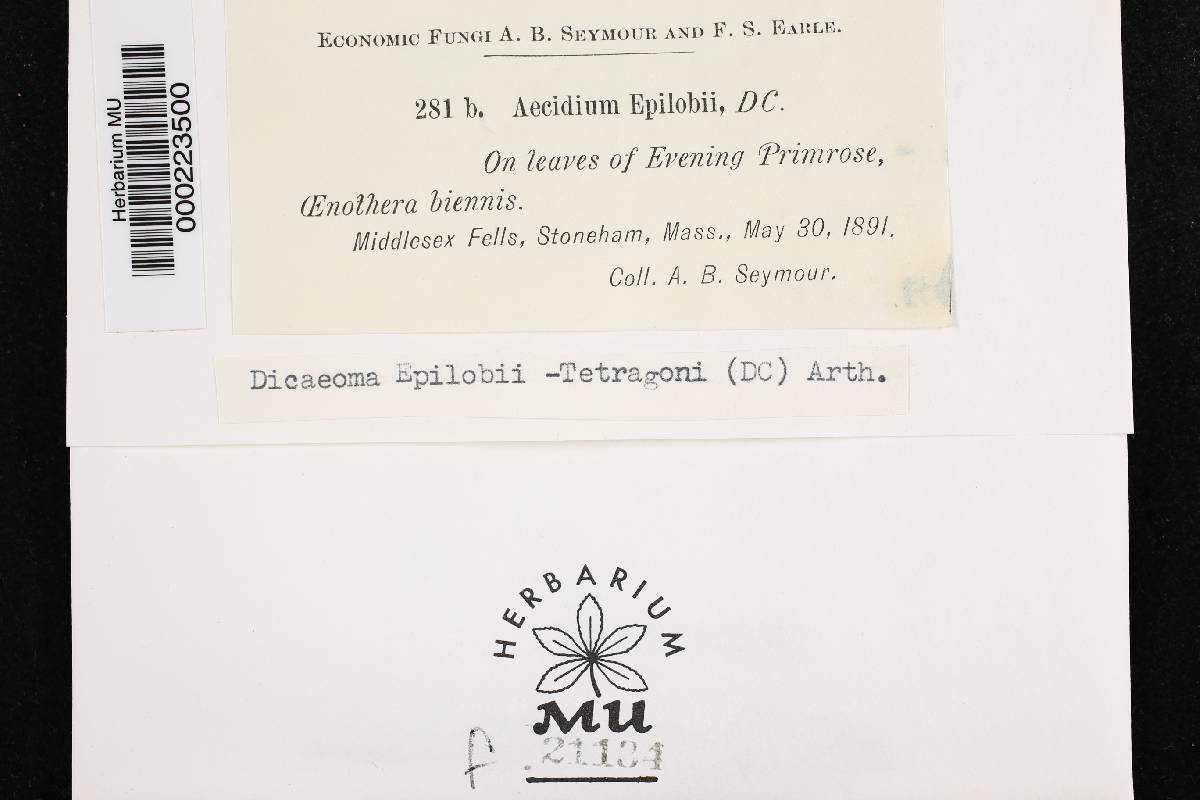 Herbarium MU
000223500
ECONOMIC FUNGI A. B. SEYMOUR AND F. S. EARLE.
281 b. Aecidium Epilobii, DC.
On leaves of Evening Primrose,
Œnothera biennis.
Middlesex Fells, Stoneham, Mass., May 30, 1891.
Coll. A. B. Seymour.
Dicaeoma Epilobii -Tetragoni (DC) Arth.
HERBARIUM
MU
f 21134